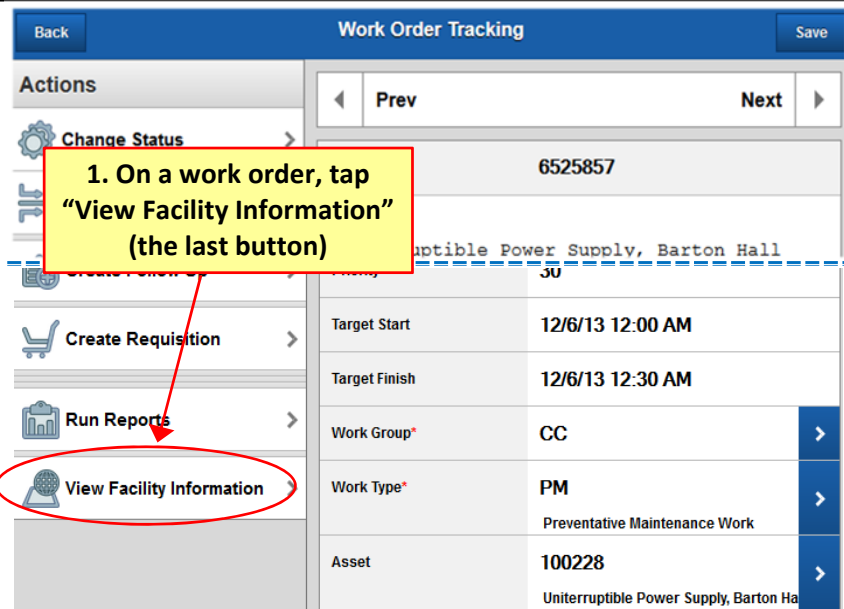 Back
Work Order Tracking
Save
Actions
Prev
Next
Change Status
6525857
1. On a work order, tap
“View Facility Information”
(the last button)
Power Supply, Barton Hall
30
Target Start
12/6/13 12:00 AM
Create Requisition
Target Finish
12/6/13 12:30 AM
Run Reports
Work Group*
CC
View Facility Information
Work Type*
PM
Preventative Maintenance Work
Asset
100228
Uniterruptible Power Supply, Barton Ha